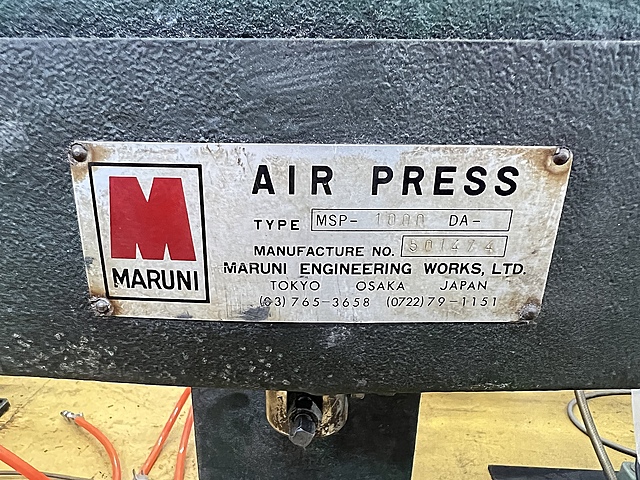 M
MARUNI
AIR PRESS
TYPE MSP- 1000 DA-
MANUFACTURE NO. 501474
MARUNI ENGINEERING WORKS, LTD.
TOKYO OSAKA JAPAN
(03) 765-3658 (0722) 79-1151